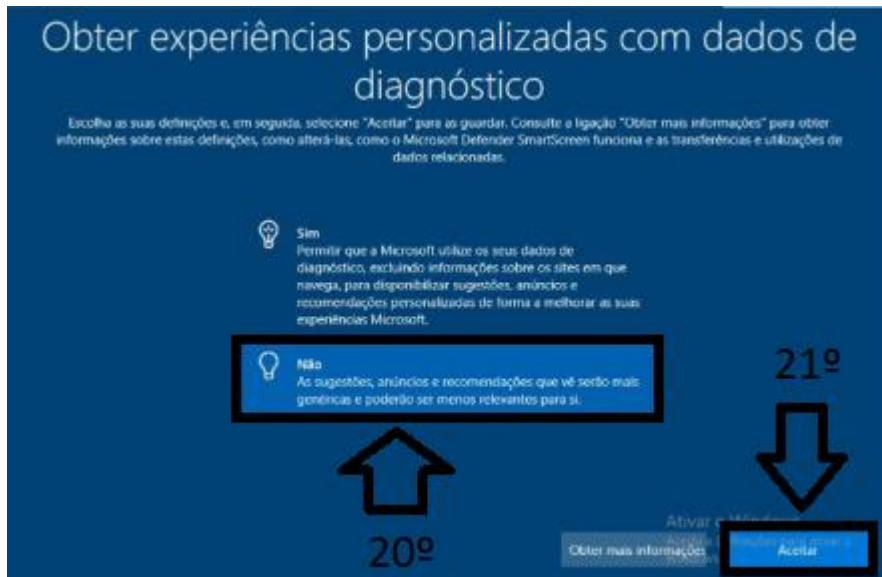 Obter experiências personalizadas com dados de
diagnóstico
Escolha as suas definições e, em seguida, selecione "Aceitar" para as guardar. Consulte a ligação "Obter mais informações" para obter
informações sobre estas definições, como alterá-las, como o Microsoft Defender SmartScreen funciona e as transferências e utilizações de
dados relacionadas.
Sim
Permitir que a Microsoft utilize os seus dados de
diagnóstico, excluindo informações sobre os sites em que
navega, para disponibilizar sugestões, anúncios e
recomendações personalizadas de forma a melhorar as suas
experiências Microsoft.
Não
As sugestões, anúncios e recomendações que vê serão mais
genéricas e poderão ser menos relevantes para si.
21º
20º
Ativar o Windows
Obter mais informações
Aceitar